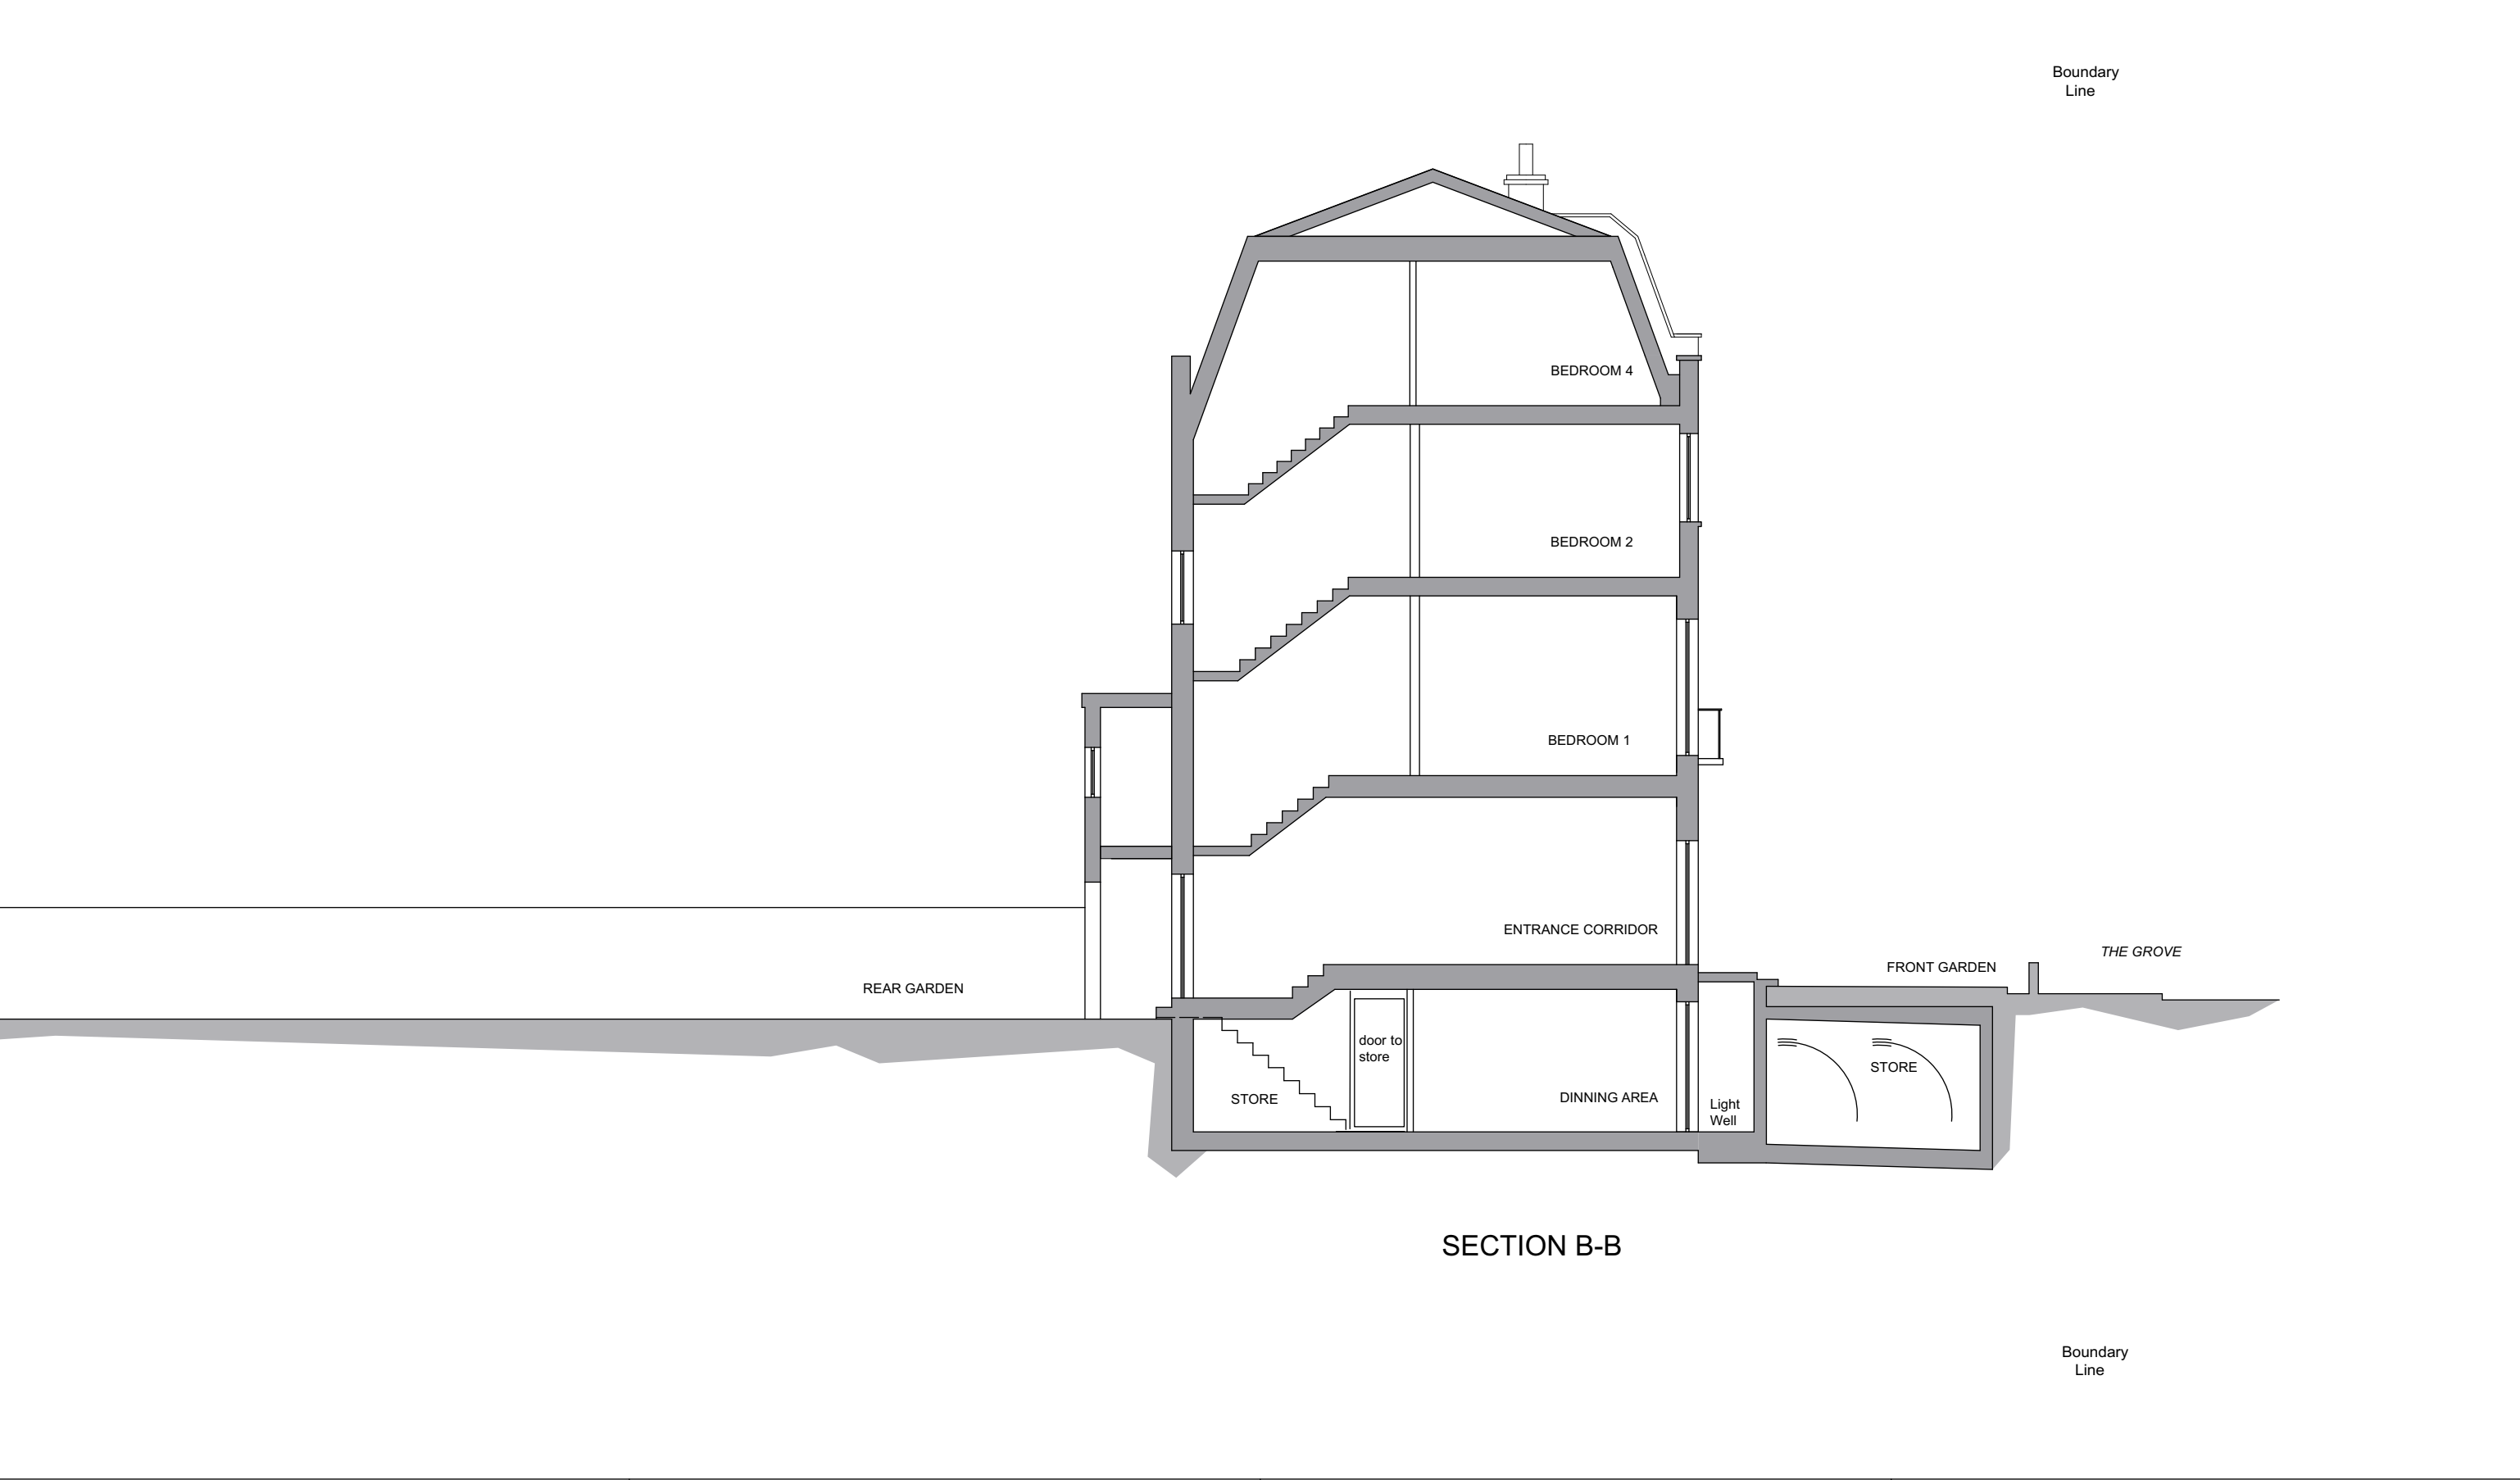 Boundary
Line
BEDROOM 4
BEDROOM 2
BEDROOM 1
ENTRANCE CORRIDOR
THE GROVE
FRONT GARDEN
REAR GARDEN
door to
store
STORE
STORE
DINNING AREA
Light
Well
SECTION B-B
Boundary
Line